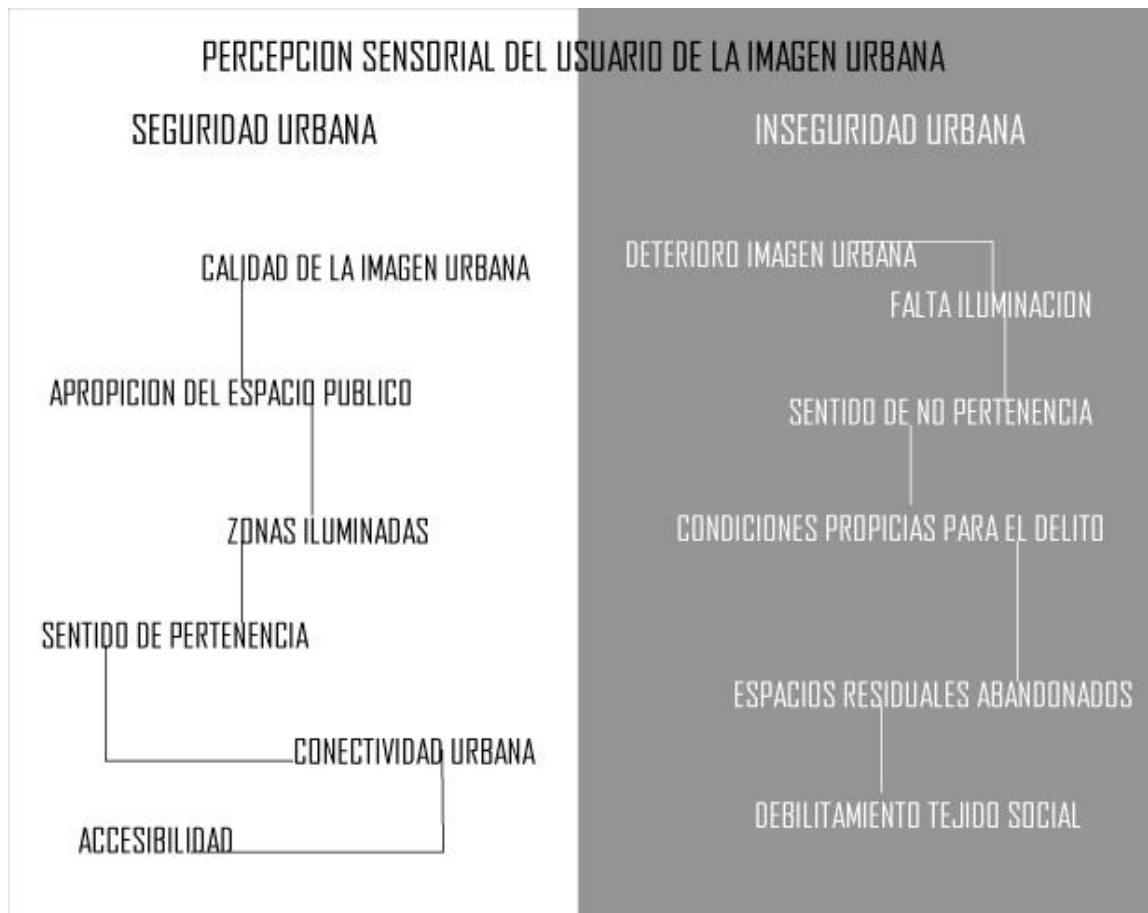 PERCEPCION SENSORIAL DEL USUARIO DE LA IMAGEN URBANA
SEGURIDAD URBANA
CALIDAD DE LA IMAGEN URBANA
APROPICION DEL ESPACIO PUBLICO
ZONAS ILUMINADAS
SENTIDO DE PERTENENCIA
CONECTIVIDAD URBANA
ACCESIBILIDAD
INSEGURIDAD URBANA
DETERIORO IMAGEN URBANA
FALTA ILUMINACION
SENTIDO DE NO PERTENENCIA
CONDICIONES PROPICIAS PARA EL DELITO
ESPACIOS RESIDUALES ABANDONADOS
DEBILITAMIENTO TEJIDO SOCIAL